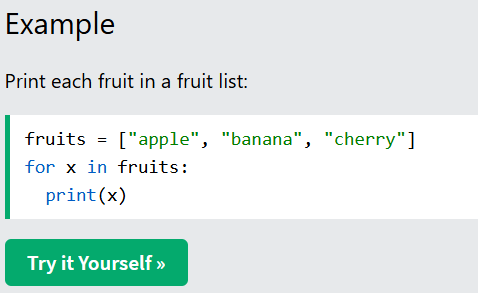 Example
Print each fruit in a fruit list:
fruits = ["apple", "banana", "cherry"]
for x in fruits:
  print(x)
Try it Yourself »